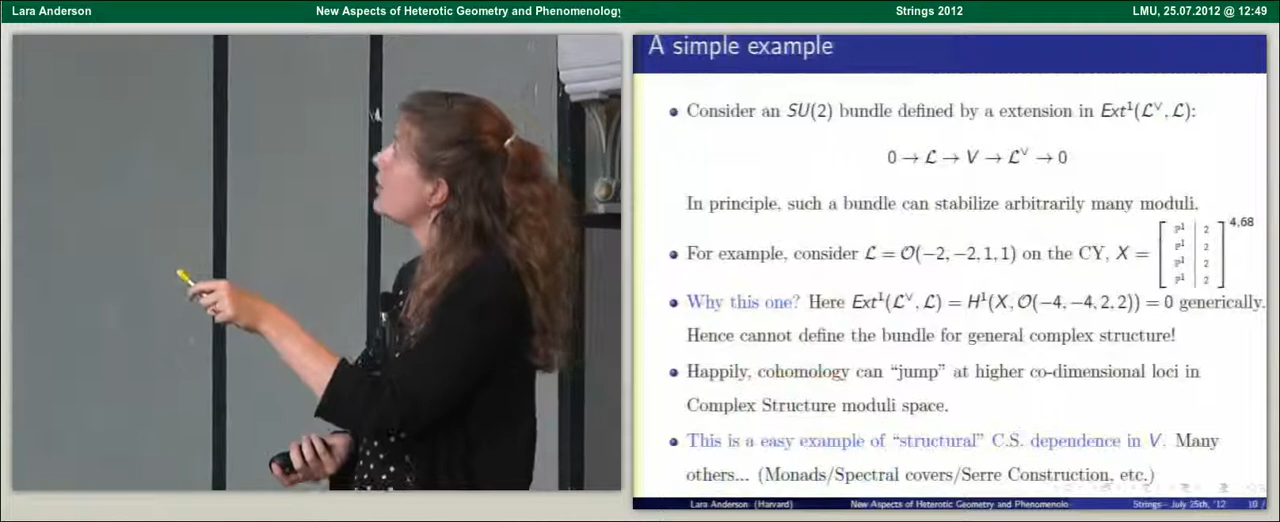 Lara Anderson
New Aspects of Heterotic Geometry and Phenomenology
Strings 2012
LMU, 25.07.2012 @ 12:49
A simple example
• Consider an SU(2) bundle defined by a extension in Ext¹(ℒ^∨, ℒ):
0 → ℒ → V → ℒ^∨ → 0
In principle, such a bundle can stabilize arbitrarily many moduli.
• For example, consider ℒ = 𝒪(−2, −2, 1, 1) on the CY, X = [ ℙ¹ | 2 ; ℙ¹ | 2 ; ℙ¹ | 2 ; ℙ¹ | 2 ]^4,68
• Why this one? Here Ext¹(ℒ^∨, ℒ) = H¹(X, 𝒪(−4, −4, 2, 2)) = 0 generically.
Hence cannot define the bundle for general complex structure!
• Happily, cohomology can “jump” at higher co-dimensional loci in
Complex Structure moduli space.
• This is a easy example of “structural” C.S. dependence in V. Many
others... (Monads/Spectral covers/Serre Construction, etc.)
Lara Anderson (Harvard)
New Aspects of Heterotic Geometry and Phenomenolo
Strings - July 25th, '12
10 /